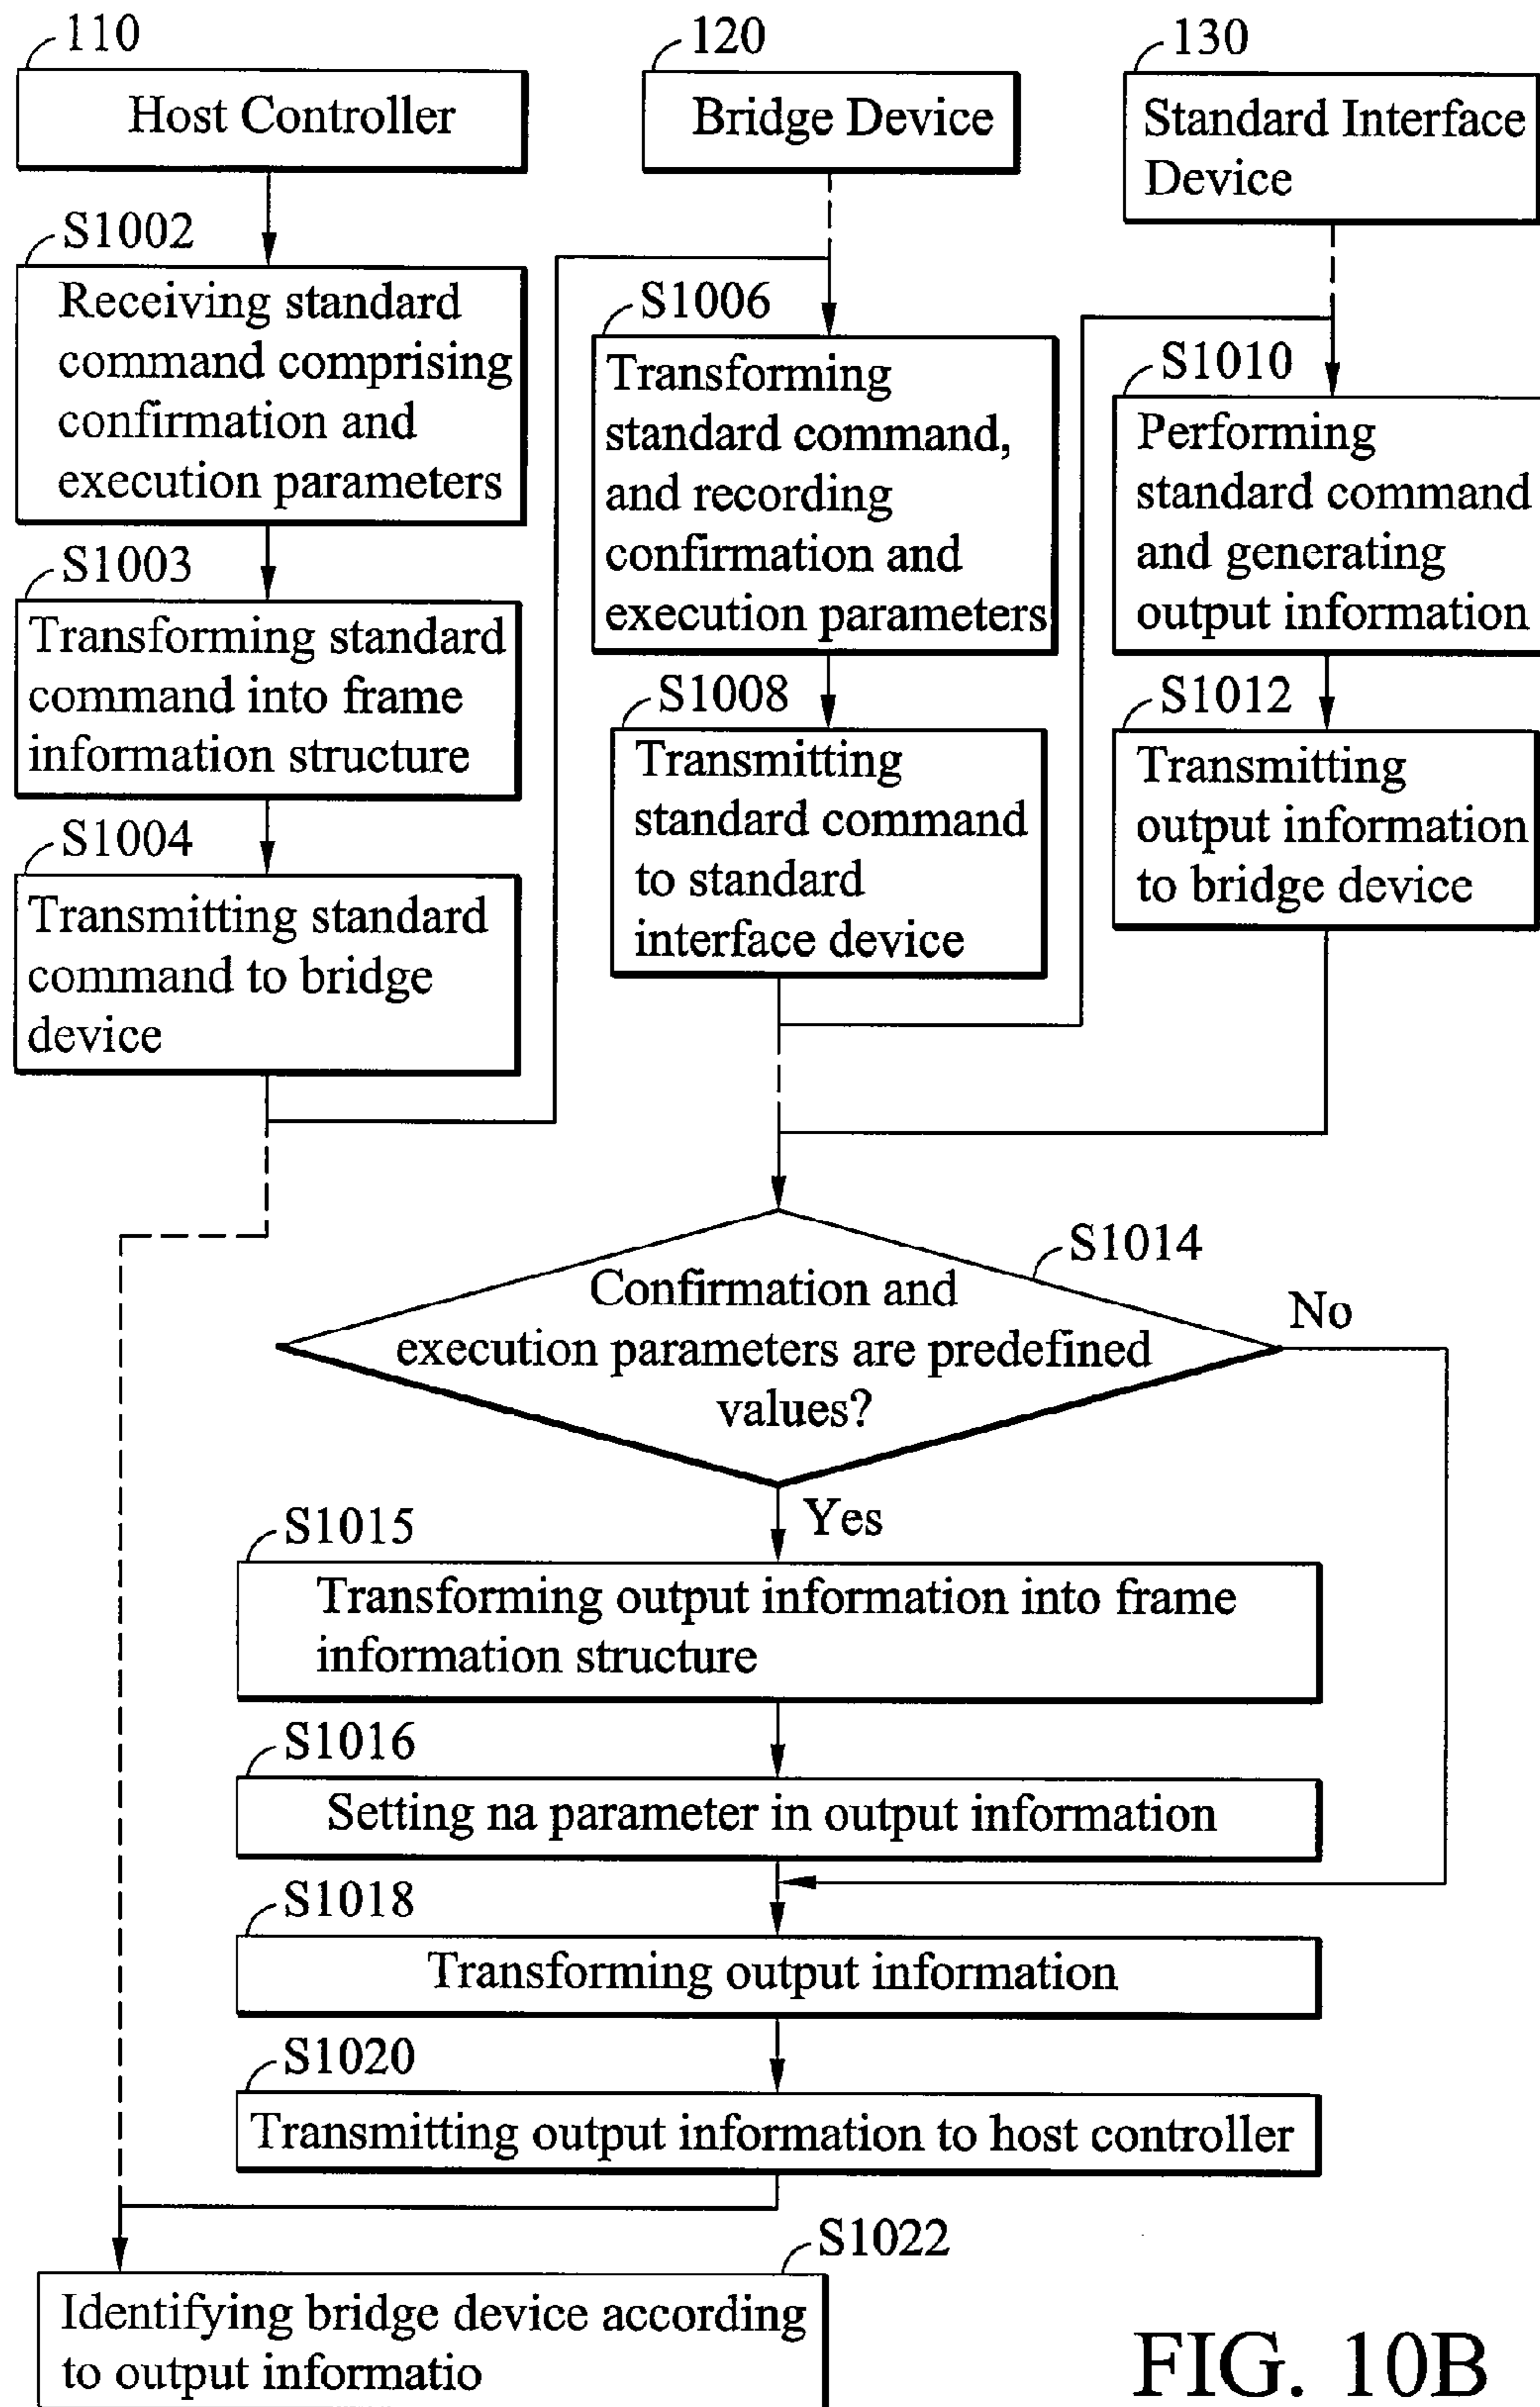 110
Host Controller
S1002
Receiving standard
command comprising
confirmation and
execution parameters
S1003
Transforming standard
command into frame
information structure
S1004
Transmitting standard
command to bridge
device
120
Bridge Device
S1006
Transforming
standard command,
and recording
confirmation and
execution parameters
S1008
Transmitting
standard command
to standard
interface device
130
Standard Interface
Device
S1010
Performing
standard command
and generating
output information
S1012
Transmitting
output information
to bridge device
S1014
Confirmation and
execution parameters are predefined
values?
No
Yes
S1015
Transforming output information into frame
information structure
S1016
Setting na parameter in output information
S1018
Transforming output information
S1020
Transmitting output information to host controller
S1022
Identifying bridge device according
to output informatio
FIG. 10B